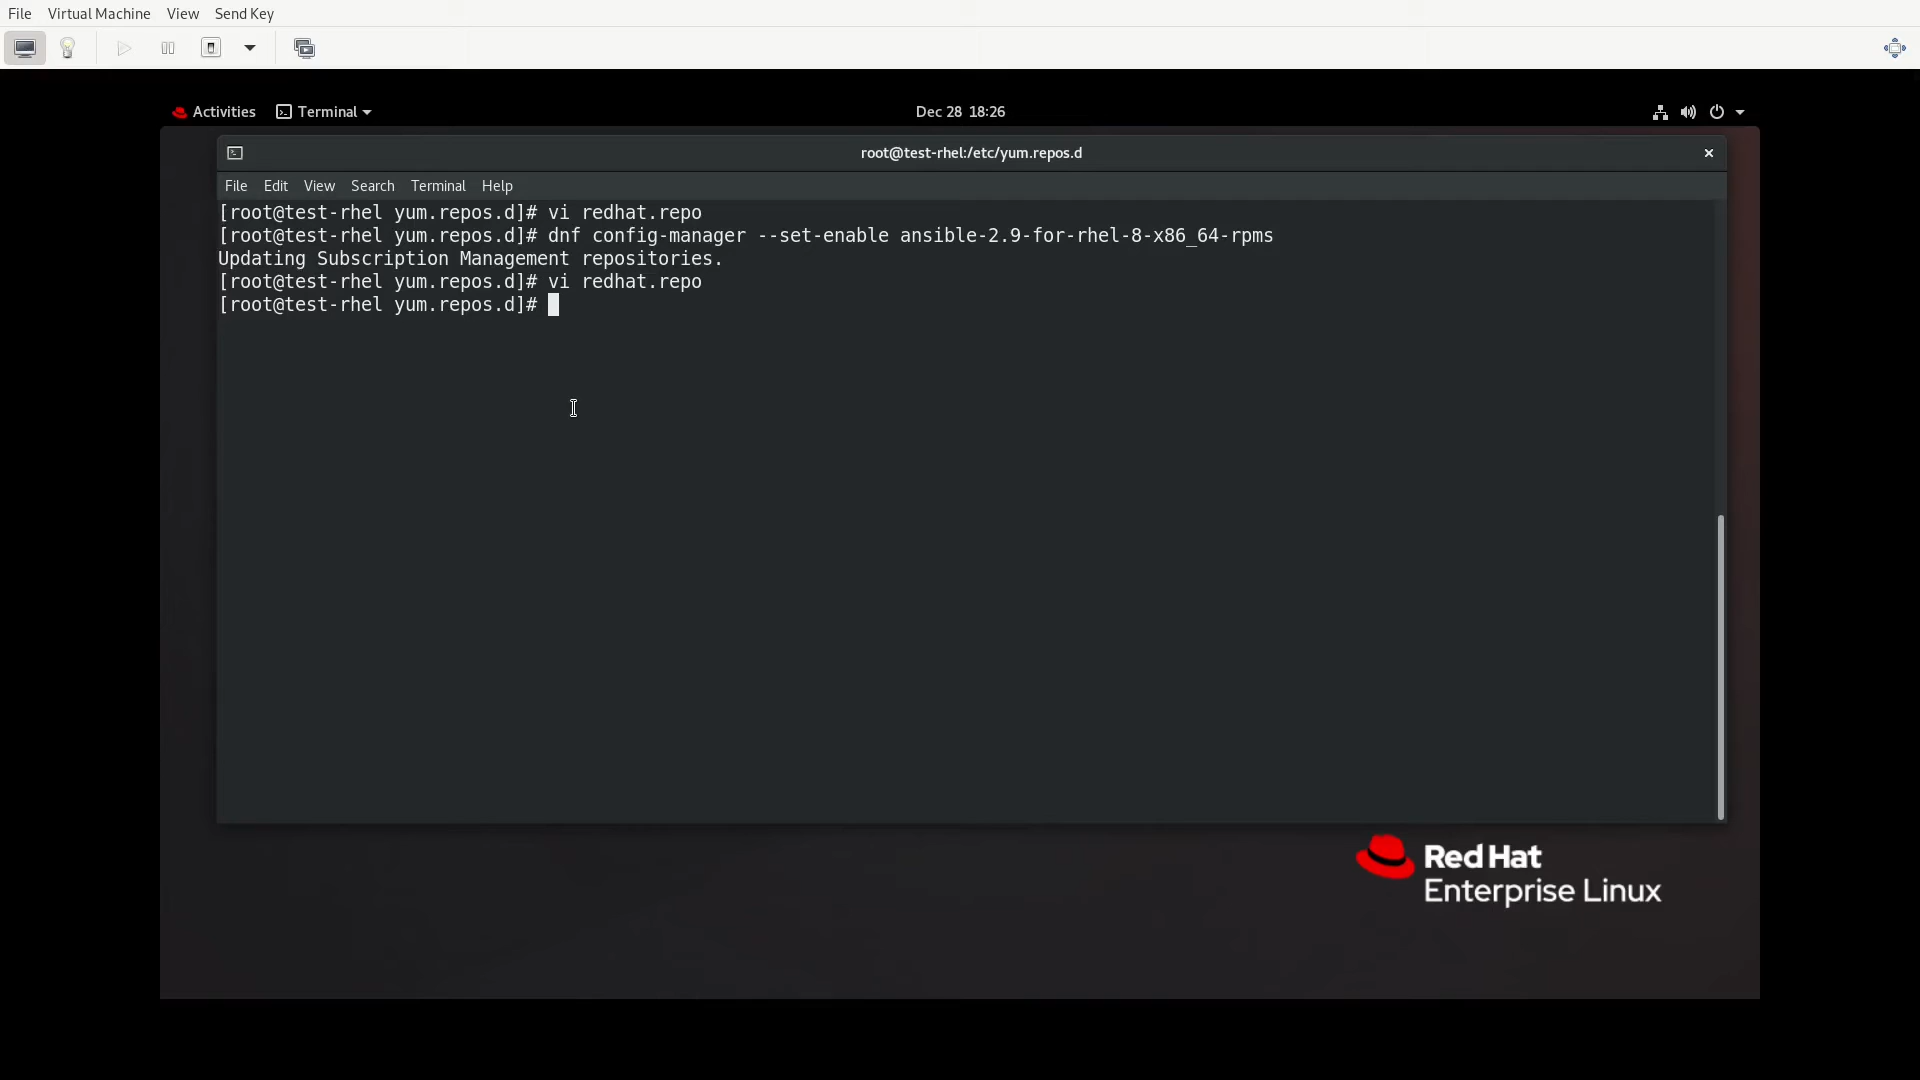 File Virtual Machine View Send Key
Activities Terminal Dec 28 18:26
root@test-rhel:/etc/yum.repos.d
File Edit View Search Terminal Help
[root@test-rhel yum.repos.d]# vi redhat.repo
[root@test-rhel yum.repos.d]# dnf config-manager --set-enable ansible-2.9-for-rhel-8-x86_64-rpms
Updating Subscription Management repositories.
[root@test-rhel yum.repos.d]# vi redhat.repo
[root@test-rhel yum.repos.d]#
Red Hat
Enterprise Linux